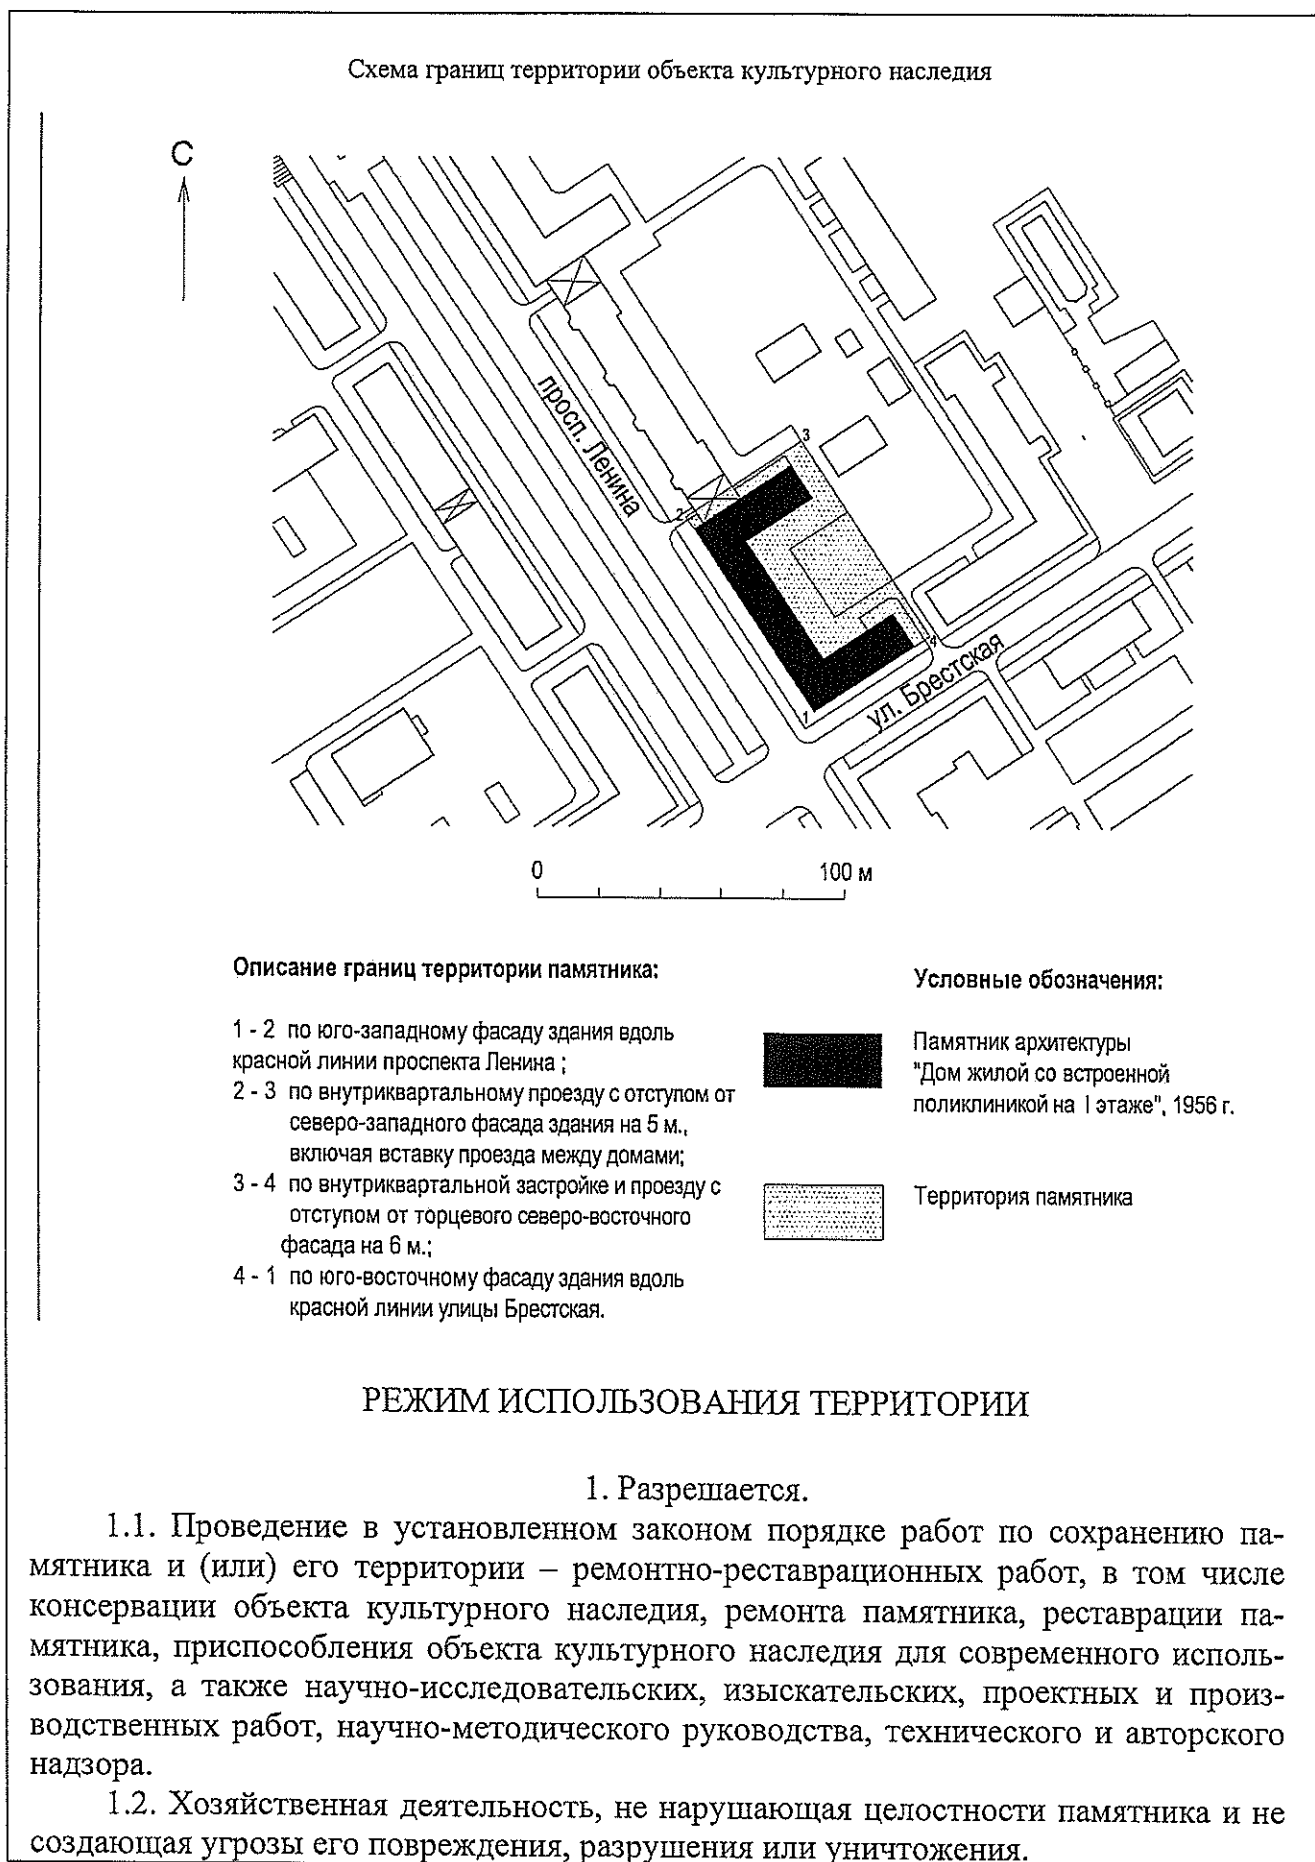 Схема границ территории объекта культурного наследия
С
просп. Ленина
3
2
4
1
ул. Брестская
0 100 м
Описание границ территории памятника:
1 - 2 по юго-западному фасаду здания вдоль
красной линии проспекта Ленина ;
2 - 3 по внутриквартальному проезду с отступом от
северо-западного фасада здания на 5 м.,
включая вставку проезда между домами;
3 - 4 по внутриквартальной застройке и проезду с
отступом от торцевого северо-восточного
фасада на 6 м.;
4 - 1 по юго-восточному фасаду здания вдоль
красной линии улицы Брестская.
Условные обозначения:
Памятник архитектуры
"Дом жилой со встроенной
поликлиникой на I этаже", 1956 г.
Территория памятника
РЕЖИМ ИСПОЛЬЗОВАНИЯ ТЕРРИТОРИИ
1. Разрешается.
1.1. Проведение в установленном законом порядке работ по сохранению па-
мятника и (или) его территории – ремонтно-реставрационных работ, в том числе
консервации объекта культурного наследия, ремонта памятника, реставрации па-
мятника, приспособления объекта культурного наследия для современного исполь-
зования, а также научно-исследовательских, изыскательских, проектных и произ-
водственных работ, научно-методического руководства, технического и авторского
надзора.
1.2. Хозяйственная деятельность, не нарушающая целостности памятника и не
создающая угрозы его повреждения, разрушения или уничтожения.